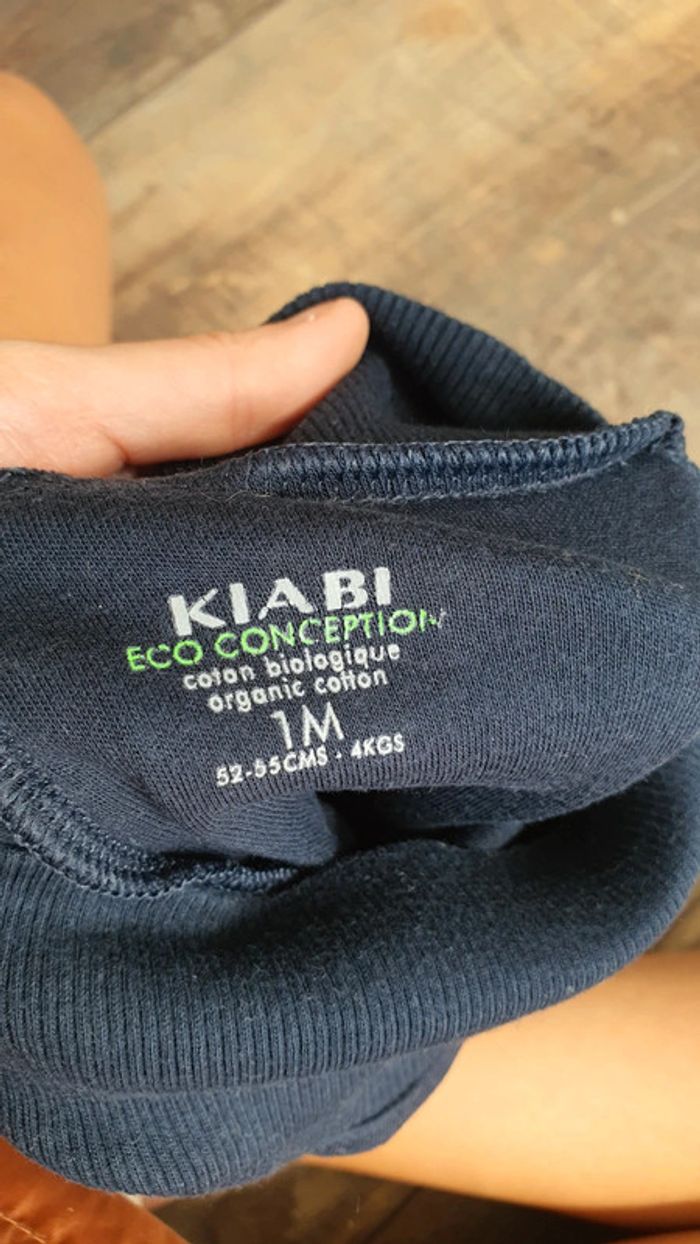 KIABI
ECO CONCEPTION
coton biologique
organic cotton
1M
52-55CMS · 4KGS